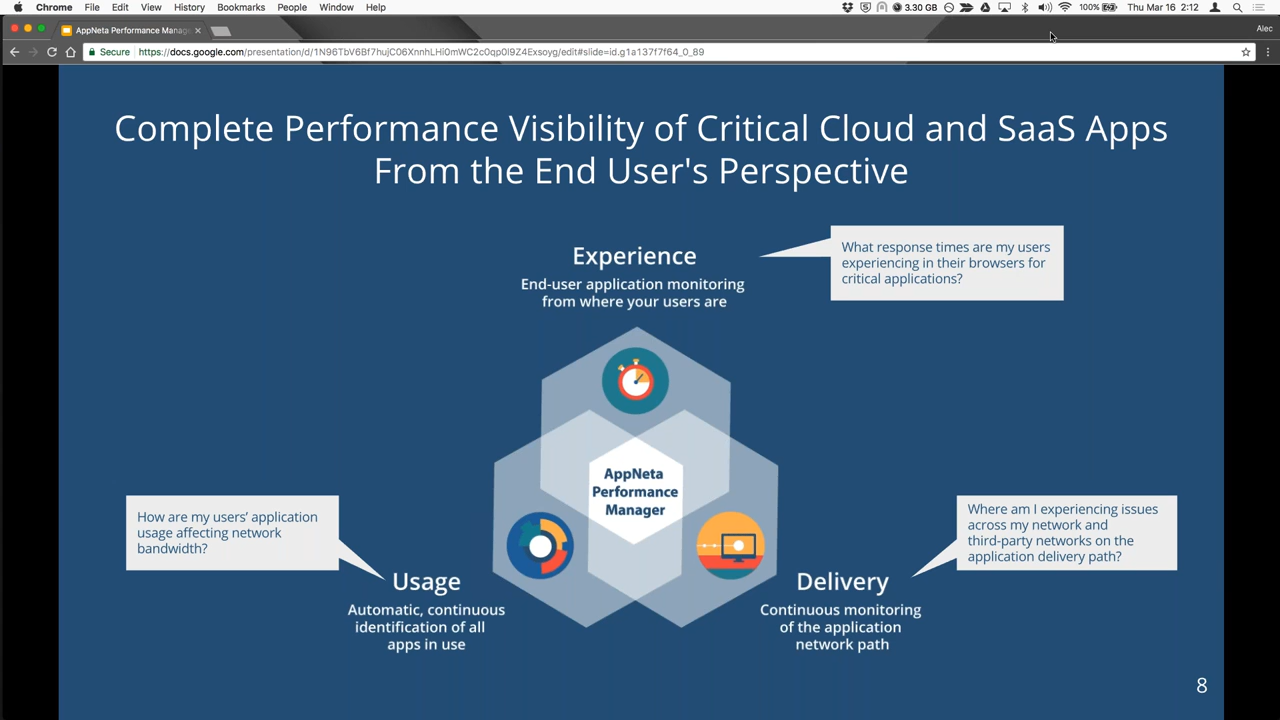 Chrome File Edit View History Bookmarks People Window Help 3.30 GB 100% Thu Mar 16 2:12
AppNeta Performance Manag Alec
Secure https://docs.google.com/presentation/d/1N96TbV6Bf7hujC06XnnhLHi0mWC2c0qp0l9Z4Exsoyg/edit#slide=id.g1a137f7f64_0_89
Complete Performance Visibility of Critical Cloud and SaaS Apps
From the End User's Perspective
Experience
End-user application monitoring
from where your users are
What response times are my users
experiencing in their browsers for
critical applications?
AppNeta
Performance
Manager
How are my users’ application
usage affecting network
bandwidth?
Usage
Automatic, continuous
identification of all
apps in use
Where am I experiencing issues
across my network and
third-party networks on the
application delivery path?
Delivery
Continuous monitoring
of the application
network path
8